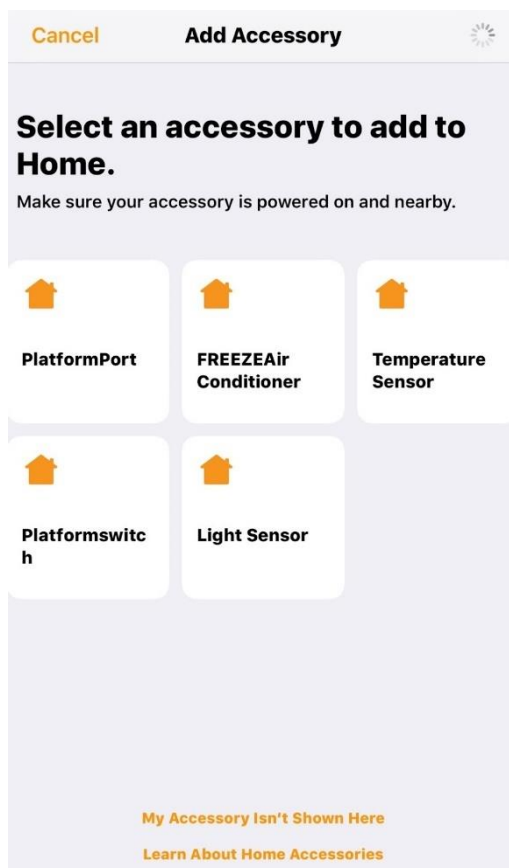 Cancel
Add Accessory
Select an accessory to add to
Home.
Make sure your accessory is powered on and nearby.
PlatformPort
FREEZEAir
Conditioner
Temperature
Sensor
Platformswitc
h
Light Sensor
My Accessory Isn't Shown Here
Learn About Home Accessories